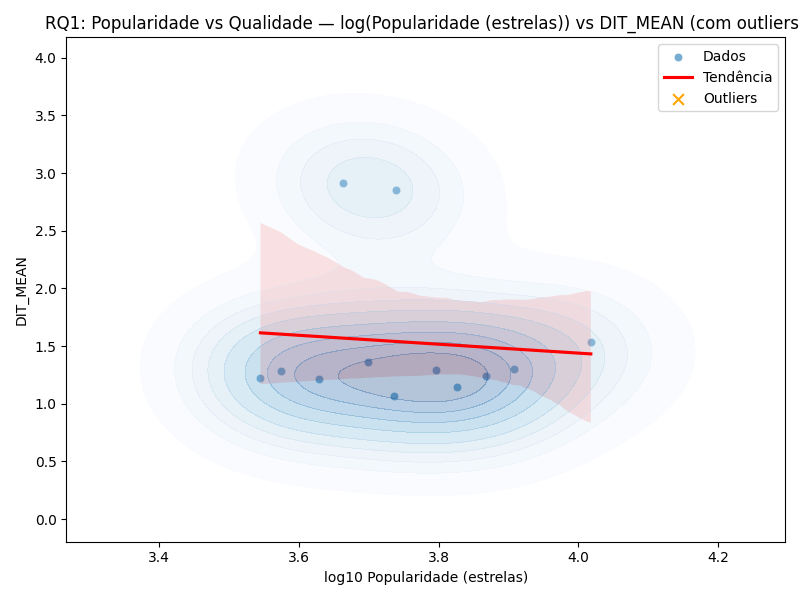 RQ1: Popularidade vs Qualidade — log(Popularidade (estrelas)) vs DIT_MEAN (com outliers
Dados
Tendência
Outliers
4.0
3.5
3.0
2.5
2.0
1.5
1.0
0.5
0.0
DIT_MEAN
3.4 3.6 3.8 4.0 4.2
log10 Popularidade (estrelas)